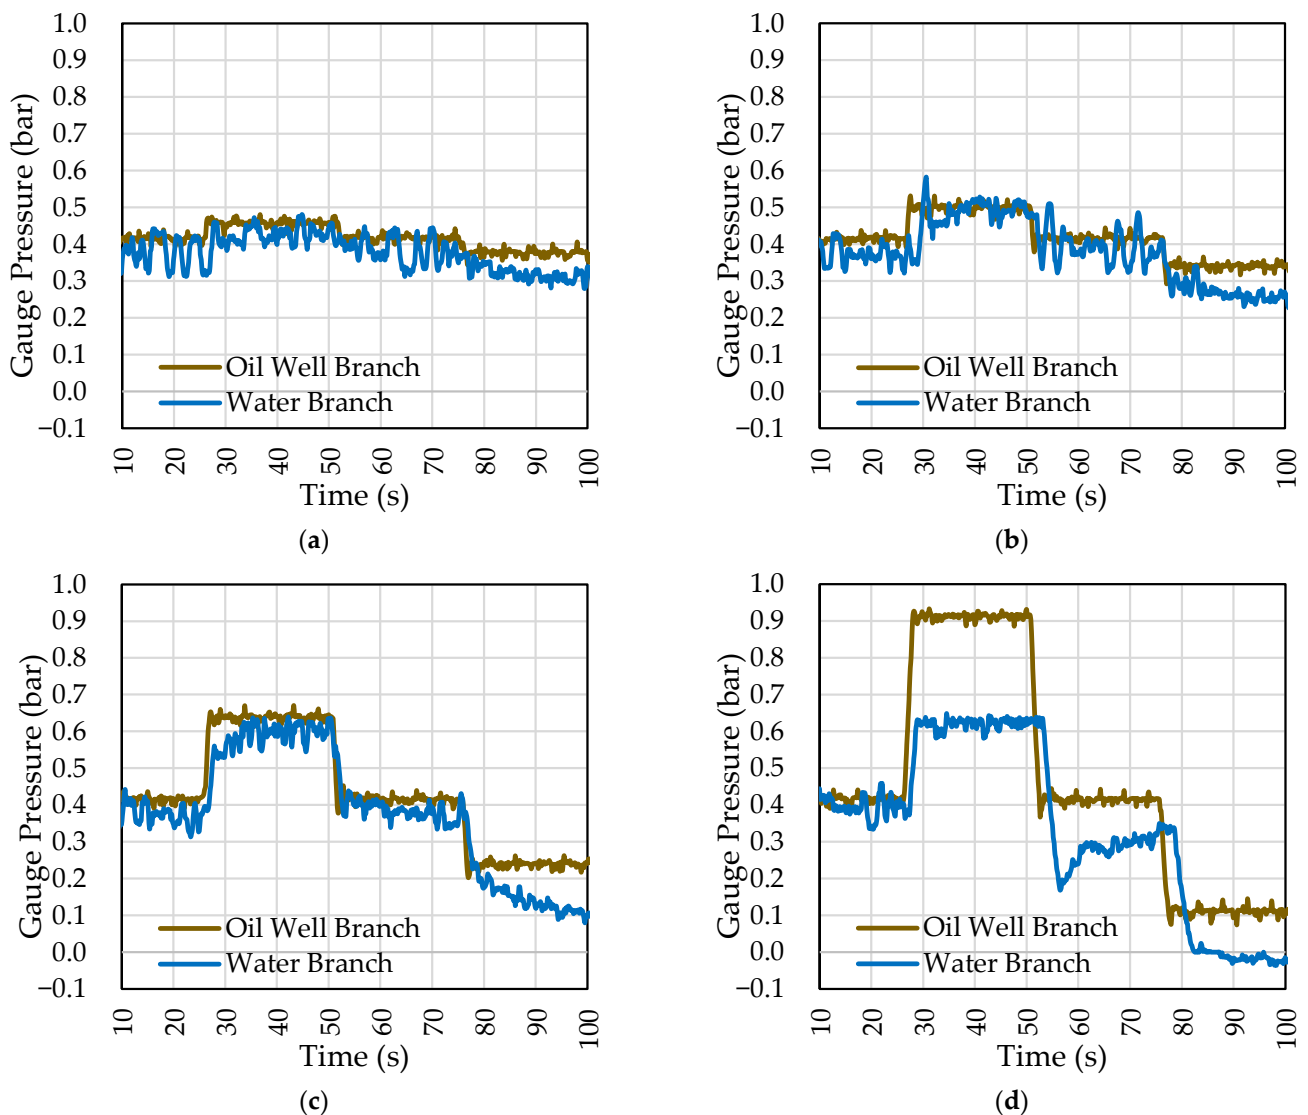 1.0
0.9
0.8
0.7
0.6
0.5
0.4
0.3
0.2
0.1
0.0
−0.1
Gauge Pressure (bar)
Oil Well Branch
Water Branch
10 20 30 40 50 60 70 80 90 100
Time (s)
(a)
1.0
0.9
0.8
0.7
0.6
0.5
0.4
0.3
0.2
0.1
0.0
−0.1
Gauge Pressure (bar)
Oil Well Branch
Water Branch
10 20 30 40 50 60 70 80 90 100
Time (s)
(b)
1.0
0.9
0.8
0.7
0.6
0.5
0.4
0.3
0.2
0.1
0.0
−0.1
Gauge Pressure (bar)
Oil Well Branch
Water Branch
10 20 30 40 50 60 70 80 90 100
Time (s)
(c)
1.0
0.9
0.8
0.7
0.6
0.5
0.4
0.3
0.2
0.1
0.0
−0.1
Gauge Pressure (bar)
Oil Well Branch
Water Branch
10 20 30 40 50 60 70 80 90 100
Time (s)
(d)